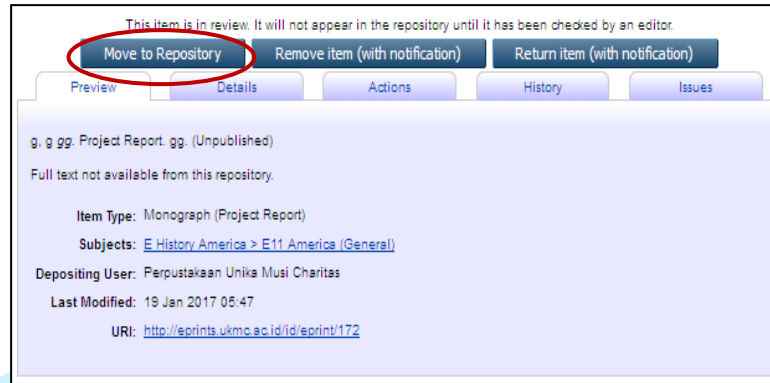 This item is in review. It will not appear in the repository until it has been checked by an editor.
Move to Repository Remove item (with notification) Return item (with notification)
Preview Details Actions History Issues
g, g gg. Project Report. gg. (Unpublished)
Full text not available from this repository.
Item Type: Monograph (Project Report)
Subjects: E History America > E11 America (General)
Depositing User: Perpustakaan Unika Musi Charitas
Last Modified: 19 Jan 2017 05:47
URI: http://eprints.ukmc.ac.id/id/eprint/172